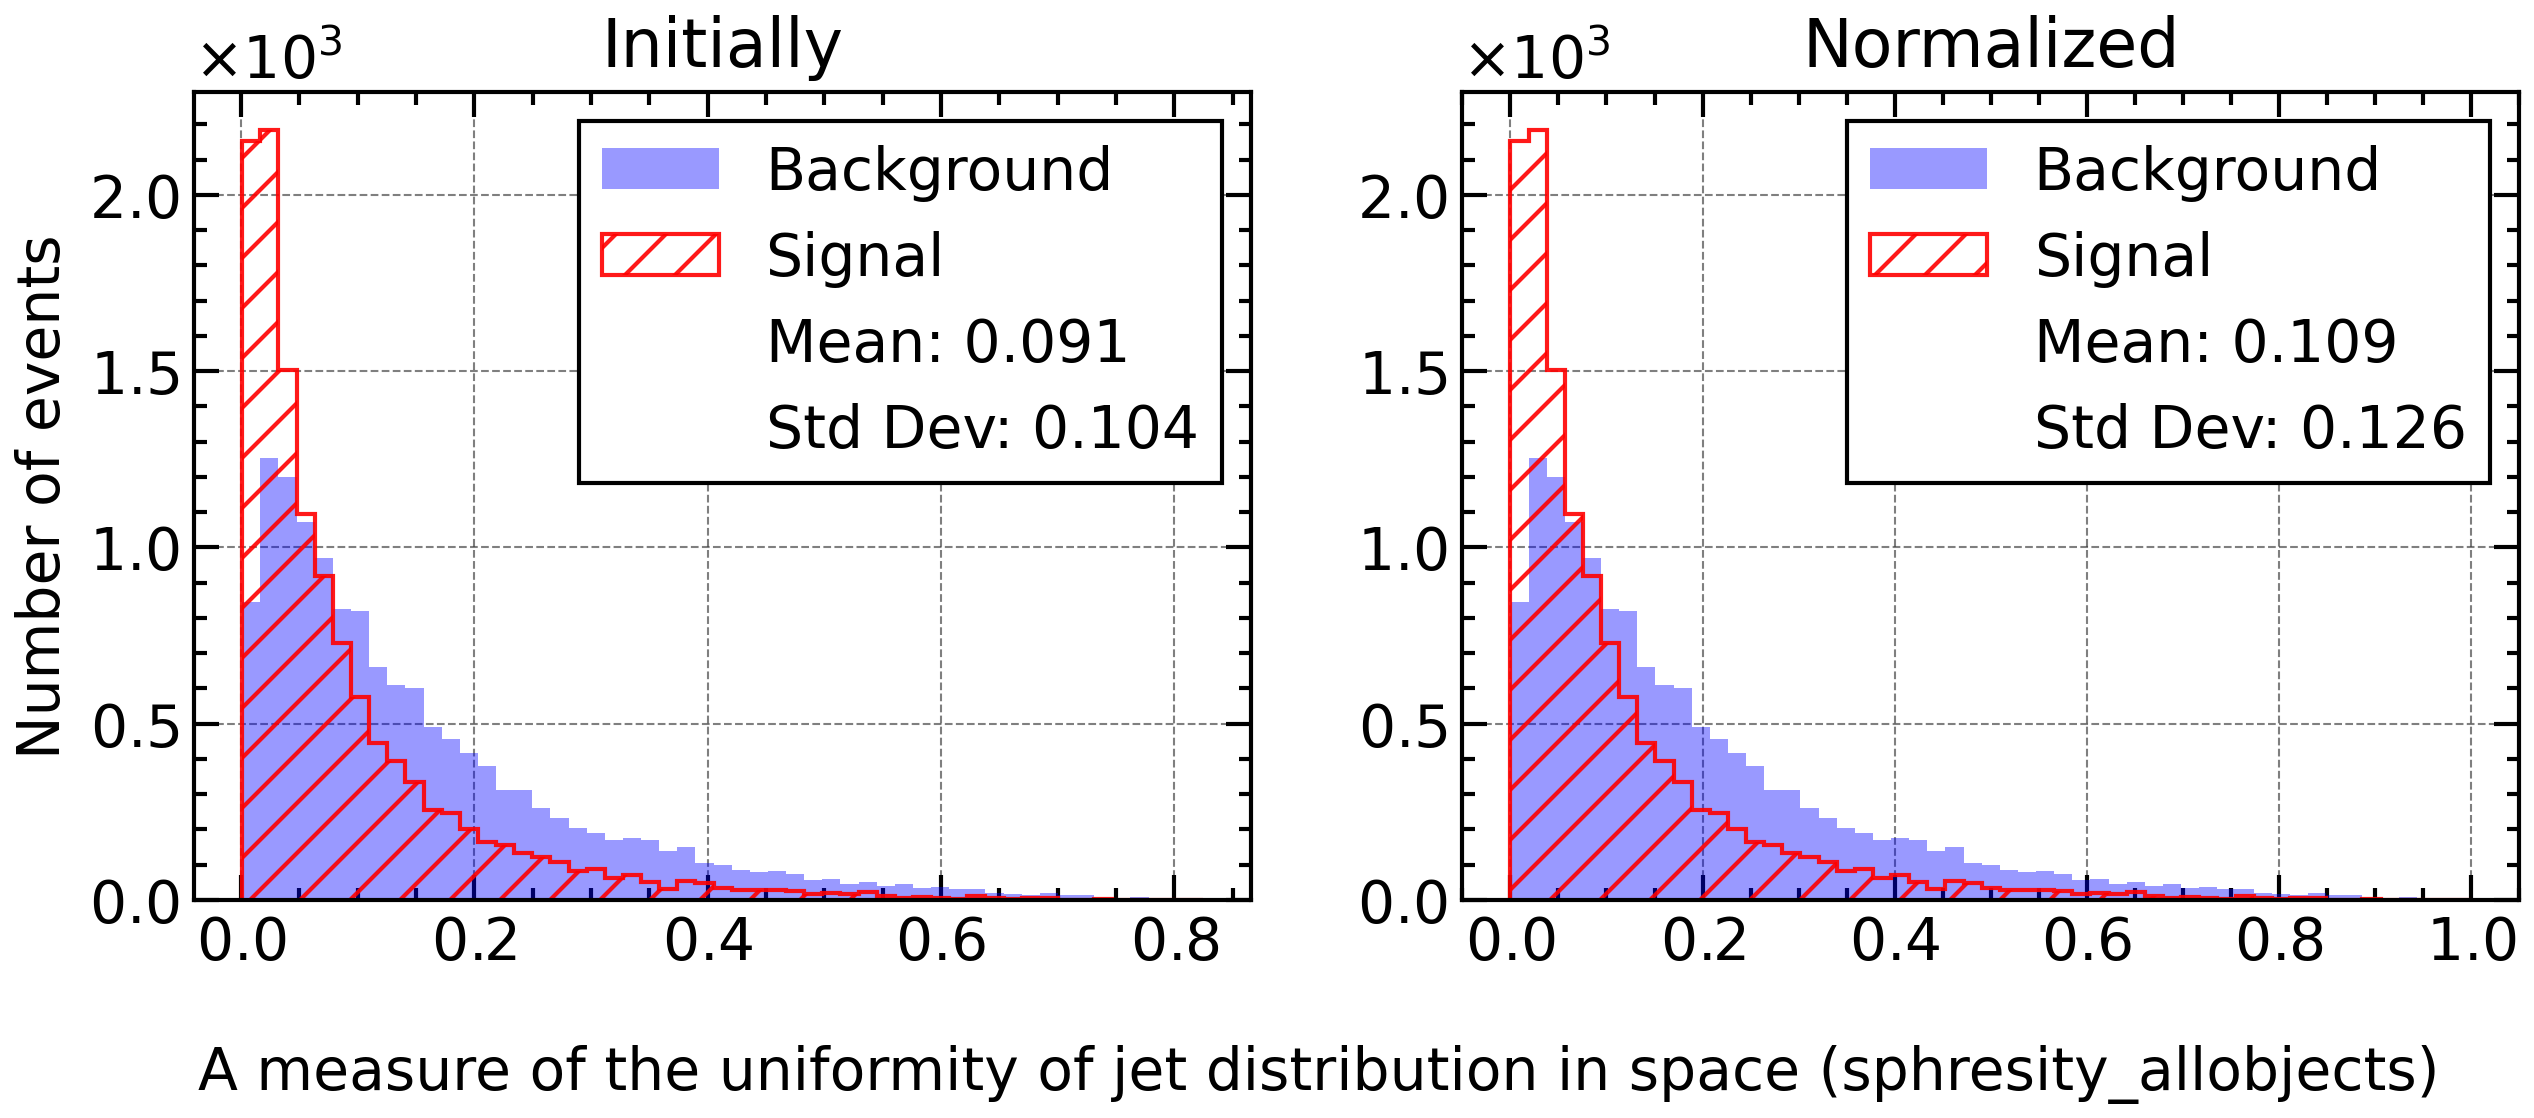 Initially
×10³
Number of events
2.0
1.5
1.0
0.5
0.0
Background
Signal
Mean: 0.091
Std Dev: 0.104
0.0 0.2 0.4 0.6 0.8
Normalized
×10³
2.0
1.5
1.0
0.5
0.0
Background
Signal
Mean: 0.109
Std Dev: 0.126
0.0 0.2 0.4 0.6 0.8 1.0
A measure of the uniformity of jet distribution in space (sphresity_allobjects)